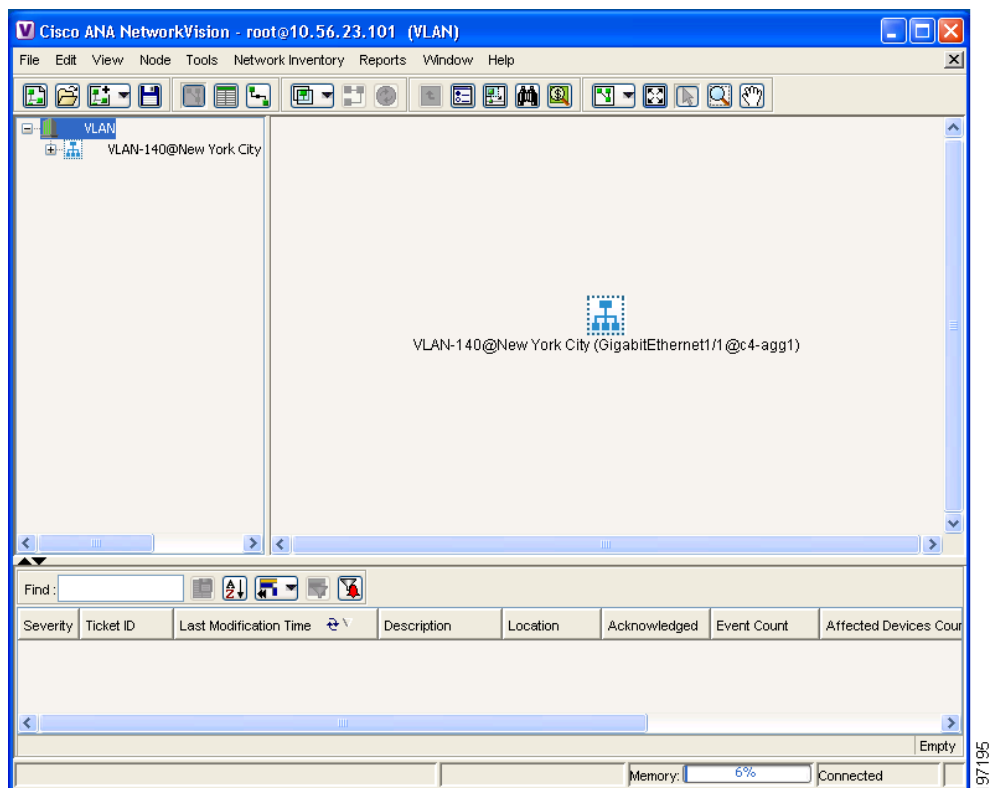 Cisco ANA NetworkVision - root@10.56.23.101 (VLAN)
File Edit View Node Tools Network Inventory Reports Window Help
VLAN
VLAN-140@New York City
VLAN-140@New York City (GigabitEthernet1/1@c4-agg1)
Find :
Severity Ticket ID Last Modification Time Description Location Acknowledged Event Count Affected Devices Cour
Empty
Memory: 6% Connected
97195